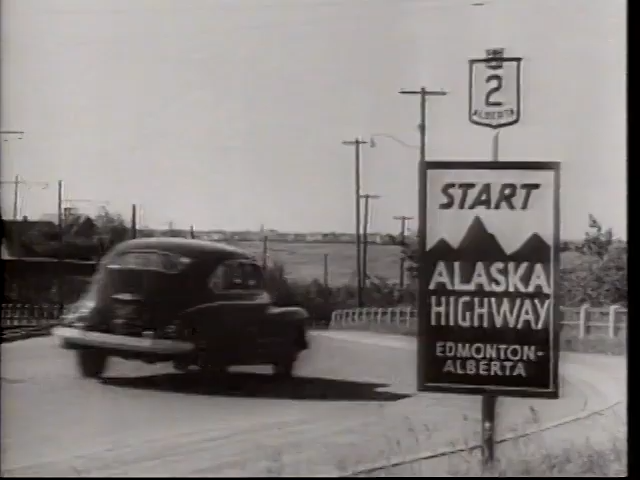 2
ALBERTA
START
ALASKA
HIGHWAY
EDMONTON-
ALBERTA